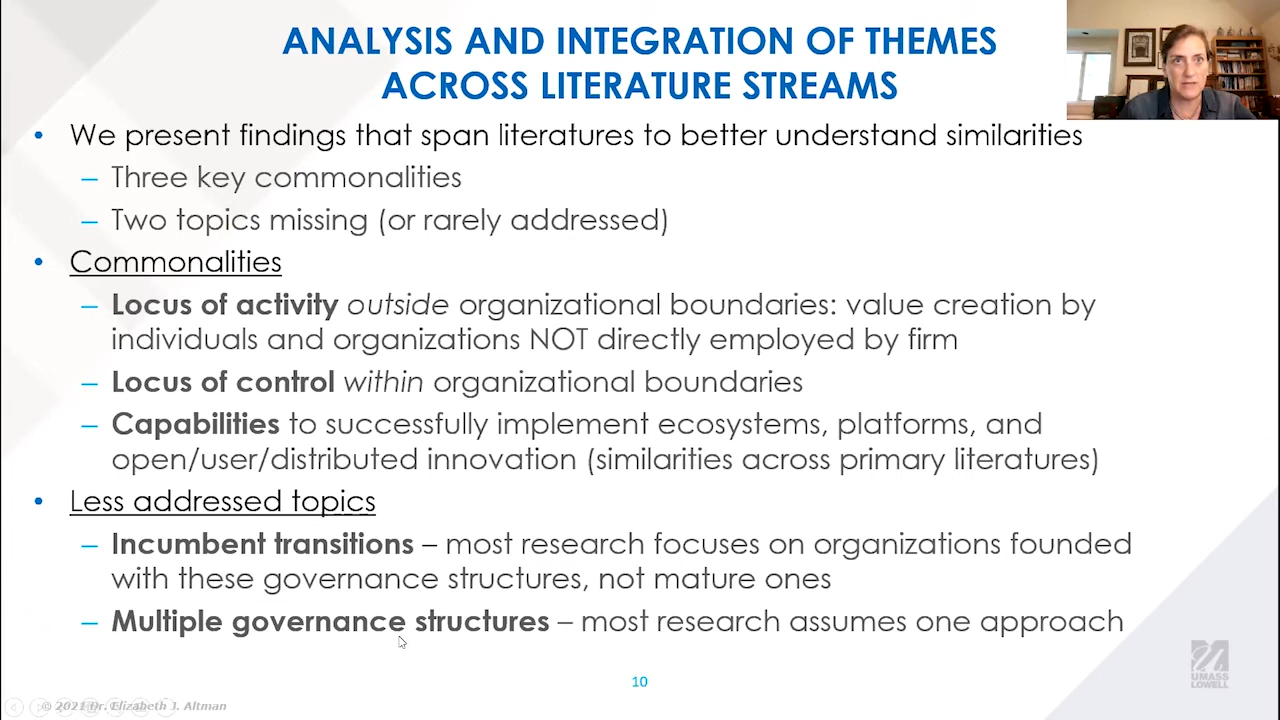 ANALYSIS AND INTEGRATION OF THEMES
ACROSS LITERATURE STREAMS
• We present findings that span literatures to better understand similarities
– Three key commonalities
– Two topics missing (or rarely addressed)
• Commonalities
– Locus of activity outside organizational boundaries: value creation by
individuals and organizations NOT directly employed by firm
– Locus of control within organizational boundaries
– Capabilities to successfully implement ecosystems, platforms, and
open/user/distributed innovation (similarities across primary literatures)
• Less addressed topics
– Incumbent transitions – most research focuses on organizations founded
with these governance structures, not mature ones
– Multiple governance structures – most research assumes one approach
10
UMASS
LOWELL
© 2021 Dr. Elizabeth J. Altman